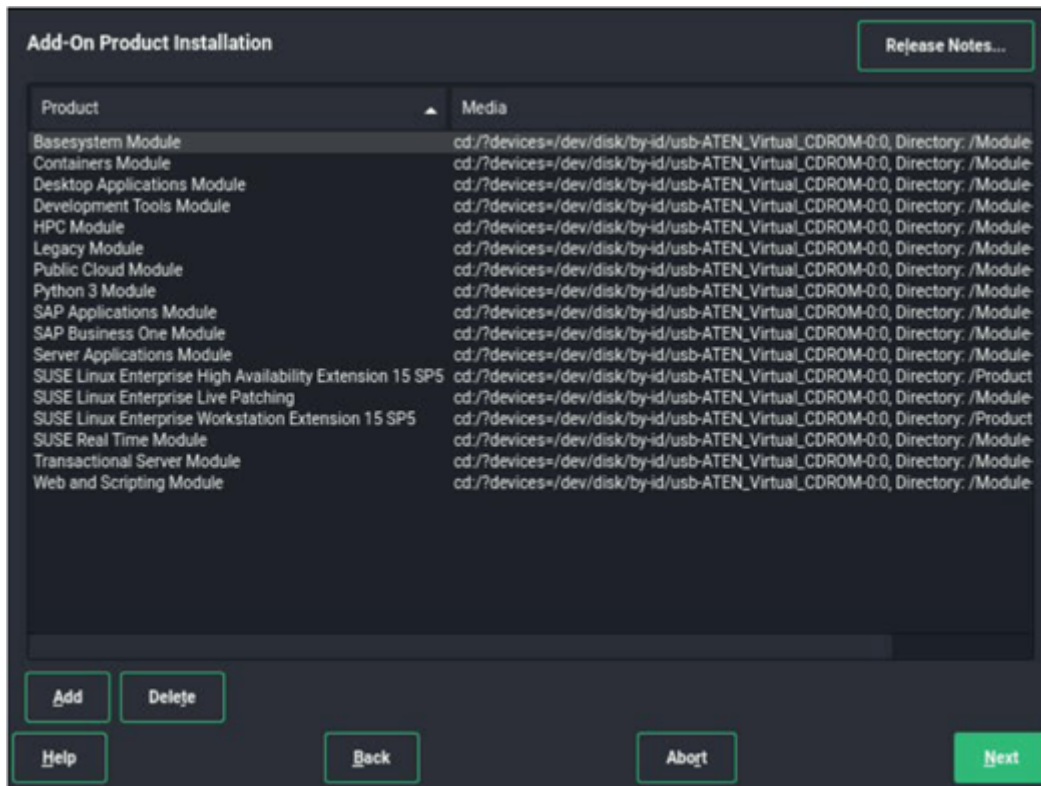 Add-On Product Installation Release Notes...
Product Media
Basesystem Module cd:/?devices=/dev/disk/by-id/usb-ATEN_Virtual_CDROM-0:0, Directory: /Module-
Containers Module cd:/?devices=/dev/disk/by-id/usb-ATEN_Virtual_CDROM-0:0, Directory: /Module-
Desktop Applications Module cd:/?devices=/dev/disk/by-id/usb-ATEN_Virtual_CDROM-0:0, Directory: /Module-
Development Tools Module cd:/?devices=/dev/disk/by-id/usb-ATEN_Virtual_CDROM-0:0, Directory: /Module-
HPC Module cd:/?devices=/dev/disk/by-id/usb-ATEN_Virtual_CDROM-0:0, Directory: /Module-
Legacy Module cd:/?devices=/dev/disk/by-id/usb-ATEN_Virtual_CDROM-0:0, Directory: /Module-
Public Cloud Module cd:/?devices=/dev/disk/by-id/usb-ATEN_Virtual_CDROM-0:0, Directory: /Module-
Python 3 Module cd:/?devices=/dev/disk/by-id/usb-ATEN_Virtual_CDROM-0:0, Directory: /Module-
SAP Applications Module cd:/?devices=/dev/disk/by-id/usb-ATEN_Virtual_CDROM-0:0, Directory: /Module-
SAP Business One Module cd:/?devices=/dev/disk/by-id/usb-ATEN_Virtual_CDROM-0:0, Directory: /Module-
Server Applications Module cd:/?devices=/dev/disk/by-id/usb-ATEN_Virtual_CDROM-0:0, Directory: /Module-
SUSE Linux Enterprise High Availability Extension 15 SP5 cd:/?devices=/dev/disk/by-id/usb-ATEN_Virtual_CDROM-0:0, Directory: /Product
SUSE Linux Enterprise Live Patching cd:/?devices=/dev/disk/by-id/usb-ATEN_Virtual_CDROM-0:0, Directory: /Module-
SUSE Linux Enterprise Workstation Extension 15 SP5 cd:/?devices=/dev/disk/by-id/usb-ATEN_Virtual_CDROM-0:0, Directory: /Product
SUSE Real Time Module cd:/?devices=/dev/disk/by-id/usb-ATEN_Virtual_CDROM-0:0, Directory: /Module-
Transactional Server Module cd:/?devices=/dev/disk/by-id/usb-ATEN_Virtual_CDROM-0:0, Directory: /Module-
Web and Scripting Module cd:/?devices=/dev/disk/by-id/usb-ATEN_Virtual_CDROM-0:0, Directory: /Module-
Add Delete
Help Back Abort Next